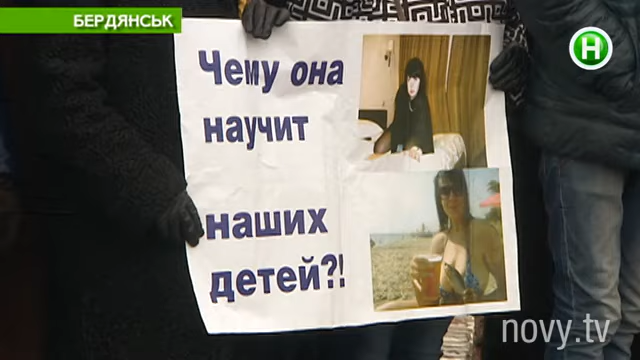 БЕРДЯНСЬК
Н
Чему она
научит
наших
детей?!
novy.tv